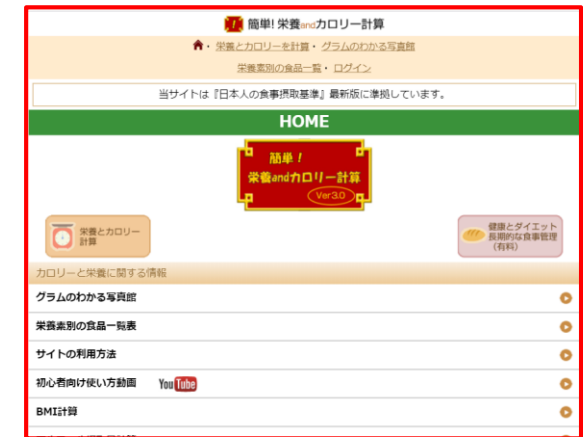 簡単! 栄養andカロリー計算
・ 栄養とカロリーを計算・ グラムのわかる写真館
栄養素別の食品一覧・ ログイン
当サイトは『日本人の食事摂取基準』最新版に準拠しています。
HOME
簡単!
栄養andカロリー計算
Ver3.0
栄養とカロリー
計算
健康とダイエット
長期的な食事管理
(有料)
カロリーと栄養に関する情報
グラムのわかる写真館
栄養素別の食品一覧表
サイトの利用方法
初心者向け使い方動画 YouTube
BMI計算